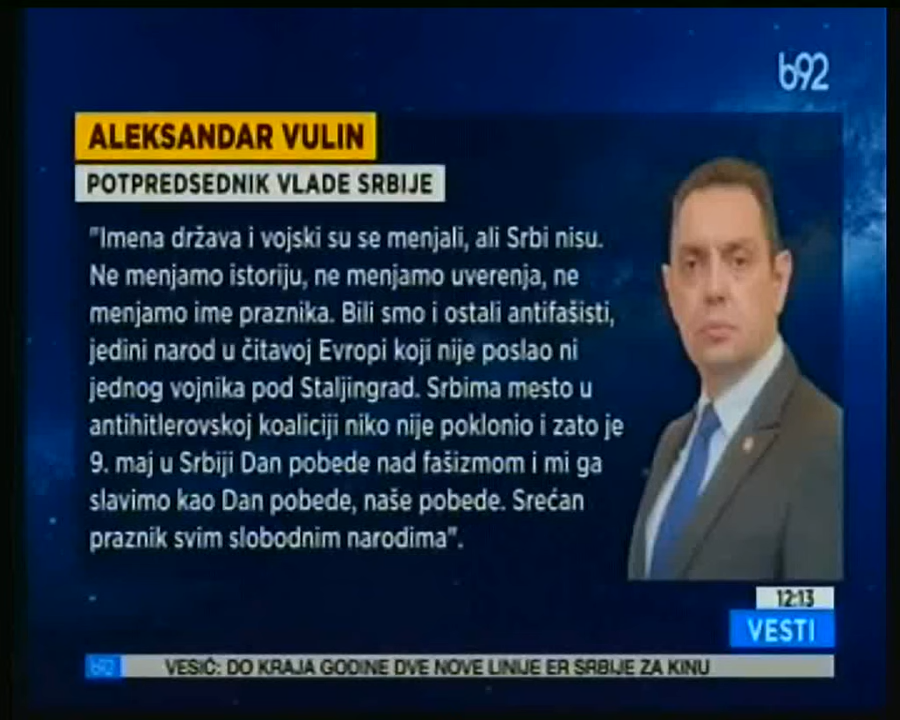 b92
ALEKSANDAR VULIN
POTPREDSEDNIK VLADE SRBIJE
"Imena država i vojski su se menjali, ali Srbi nisu.
Ne menjamo istoriju, ne menjamo uverenja, ne
menjamo ime praznika. Bili smo i ostali antifašisti,
jedini narod u čitavoj Evropi koji nije poslao ni
jednog vojnika pod Staljingrad. Srbima mesto u
antihitlerovskoj koaliciji niko nije poklonio i zato je
9. maj u Srbiji Dan pobede nad fašizmom i mi ga
slavimo kao Dan pobede, naše pobede. Srećan
praznik svim slobodnim narodima".
12:13
VESTI
b92 VESIĆ: DO KRAJA GODINE DVE NOVE LINIJE ER SRBIJE ZA KINU